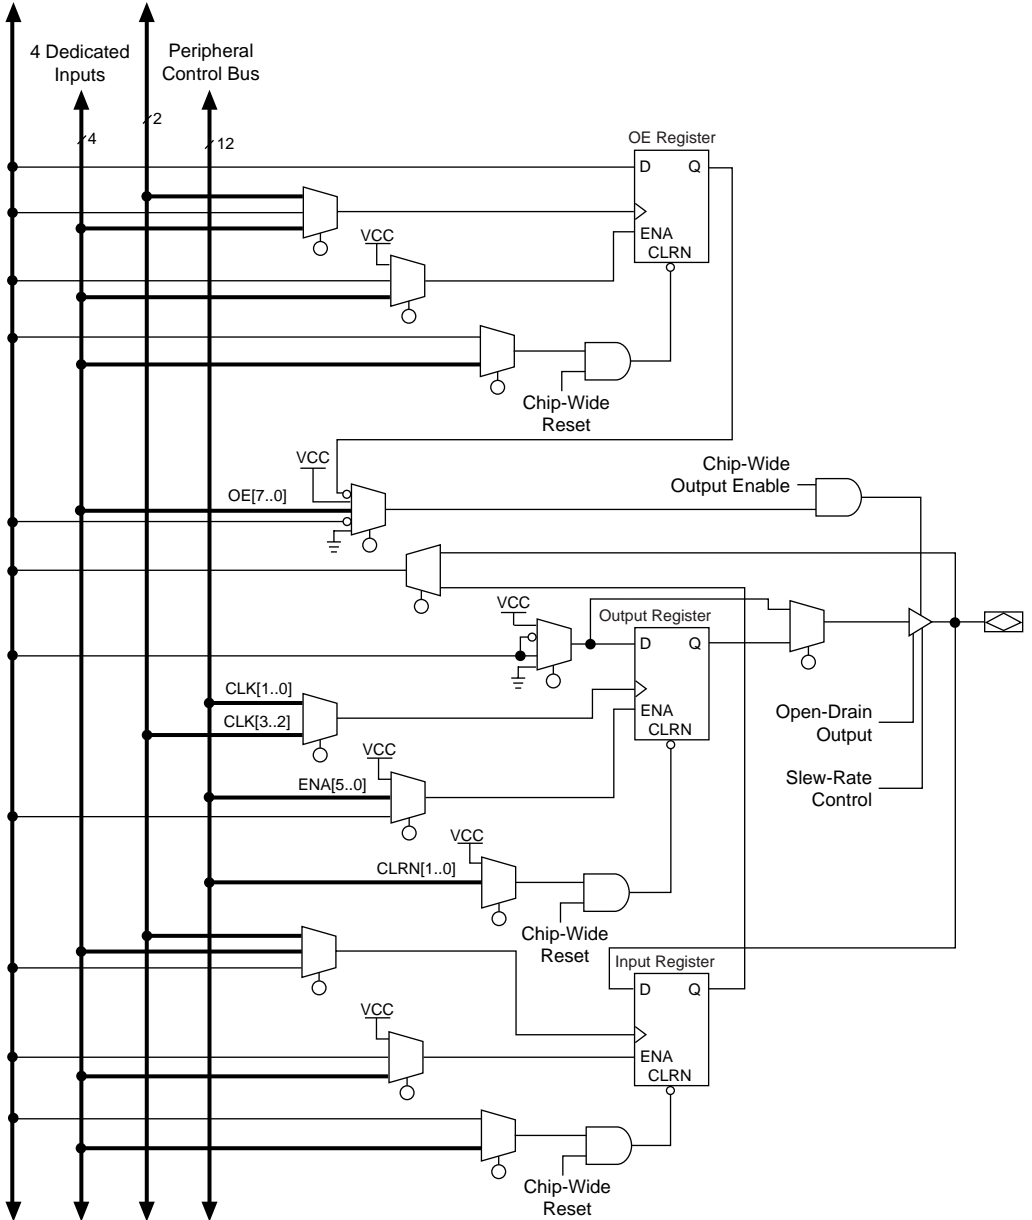 4 Dedicated
Inputs
Peripheral
Control Bus
2
4
12
OE Register
D Q
ENA
CLRN
VCC
Chip-Wide
Reset
VCC
OE[7..0]
Chip-Wide
Output Enable
VCC
Output Register
D Q
ENA
CLRN
CLK[1..0]
CLK[3..2]
Open-Drain
Output
VCC
ENA[5..0]
Slew-Rate
Control
VCC
CLRN[1..0]
Chip-Wide
Reset
Input Register
D Q
ENA
CLRN
VCC
Chip-Wide
Reset